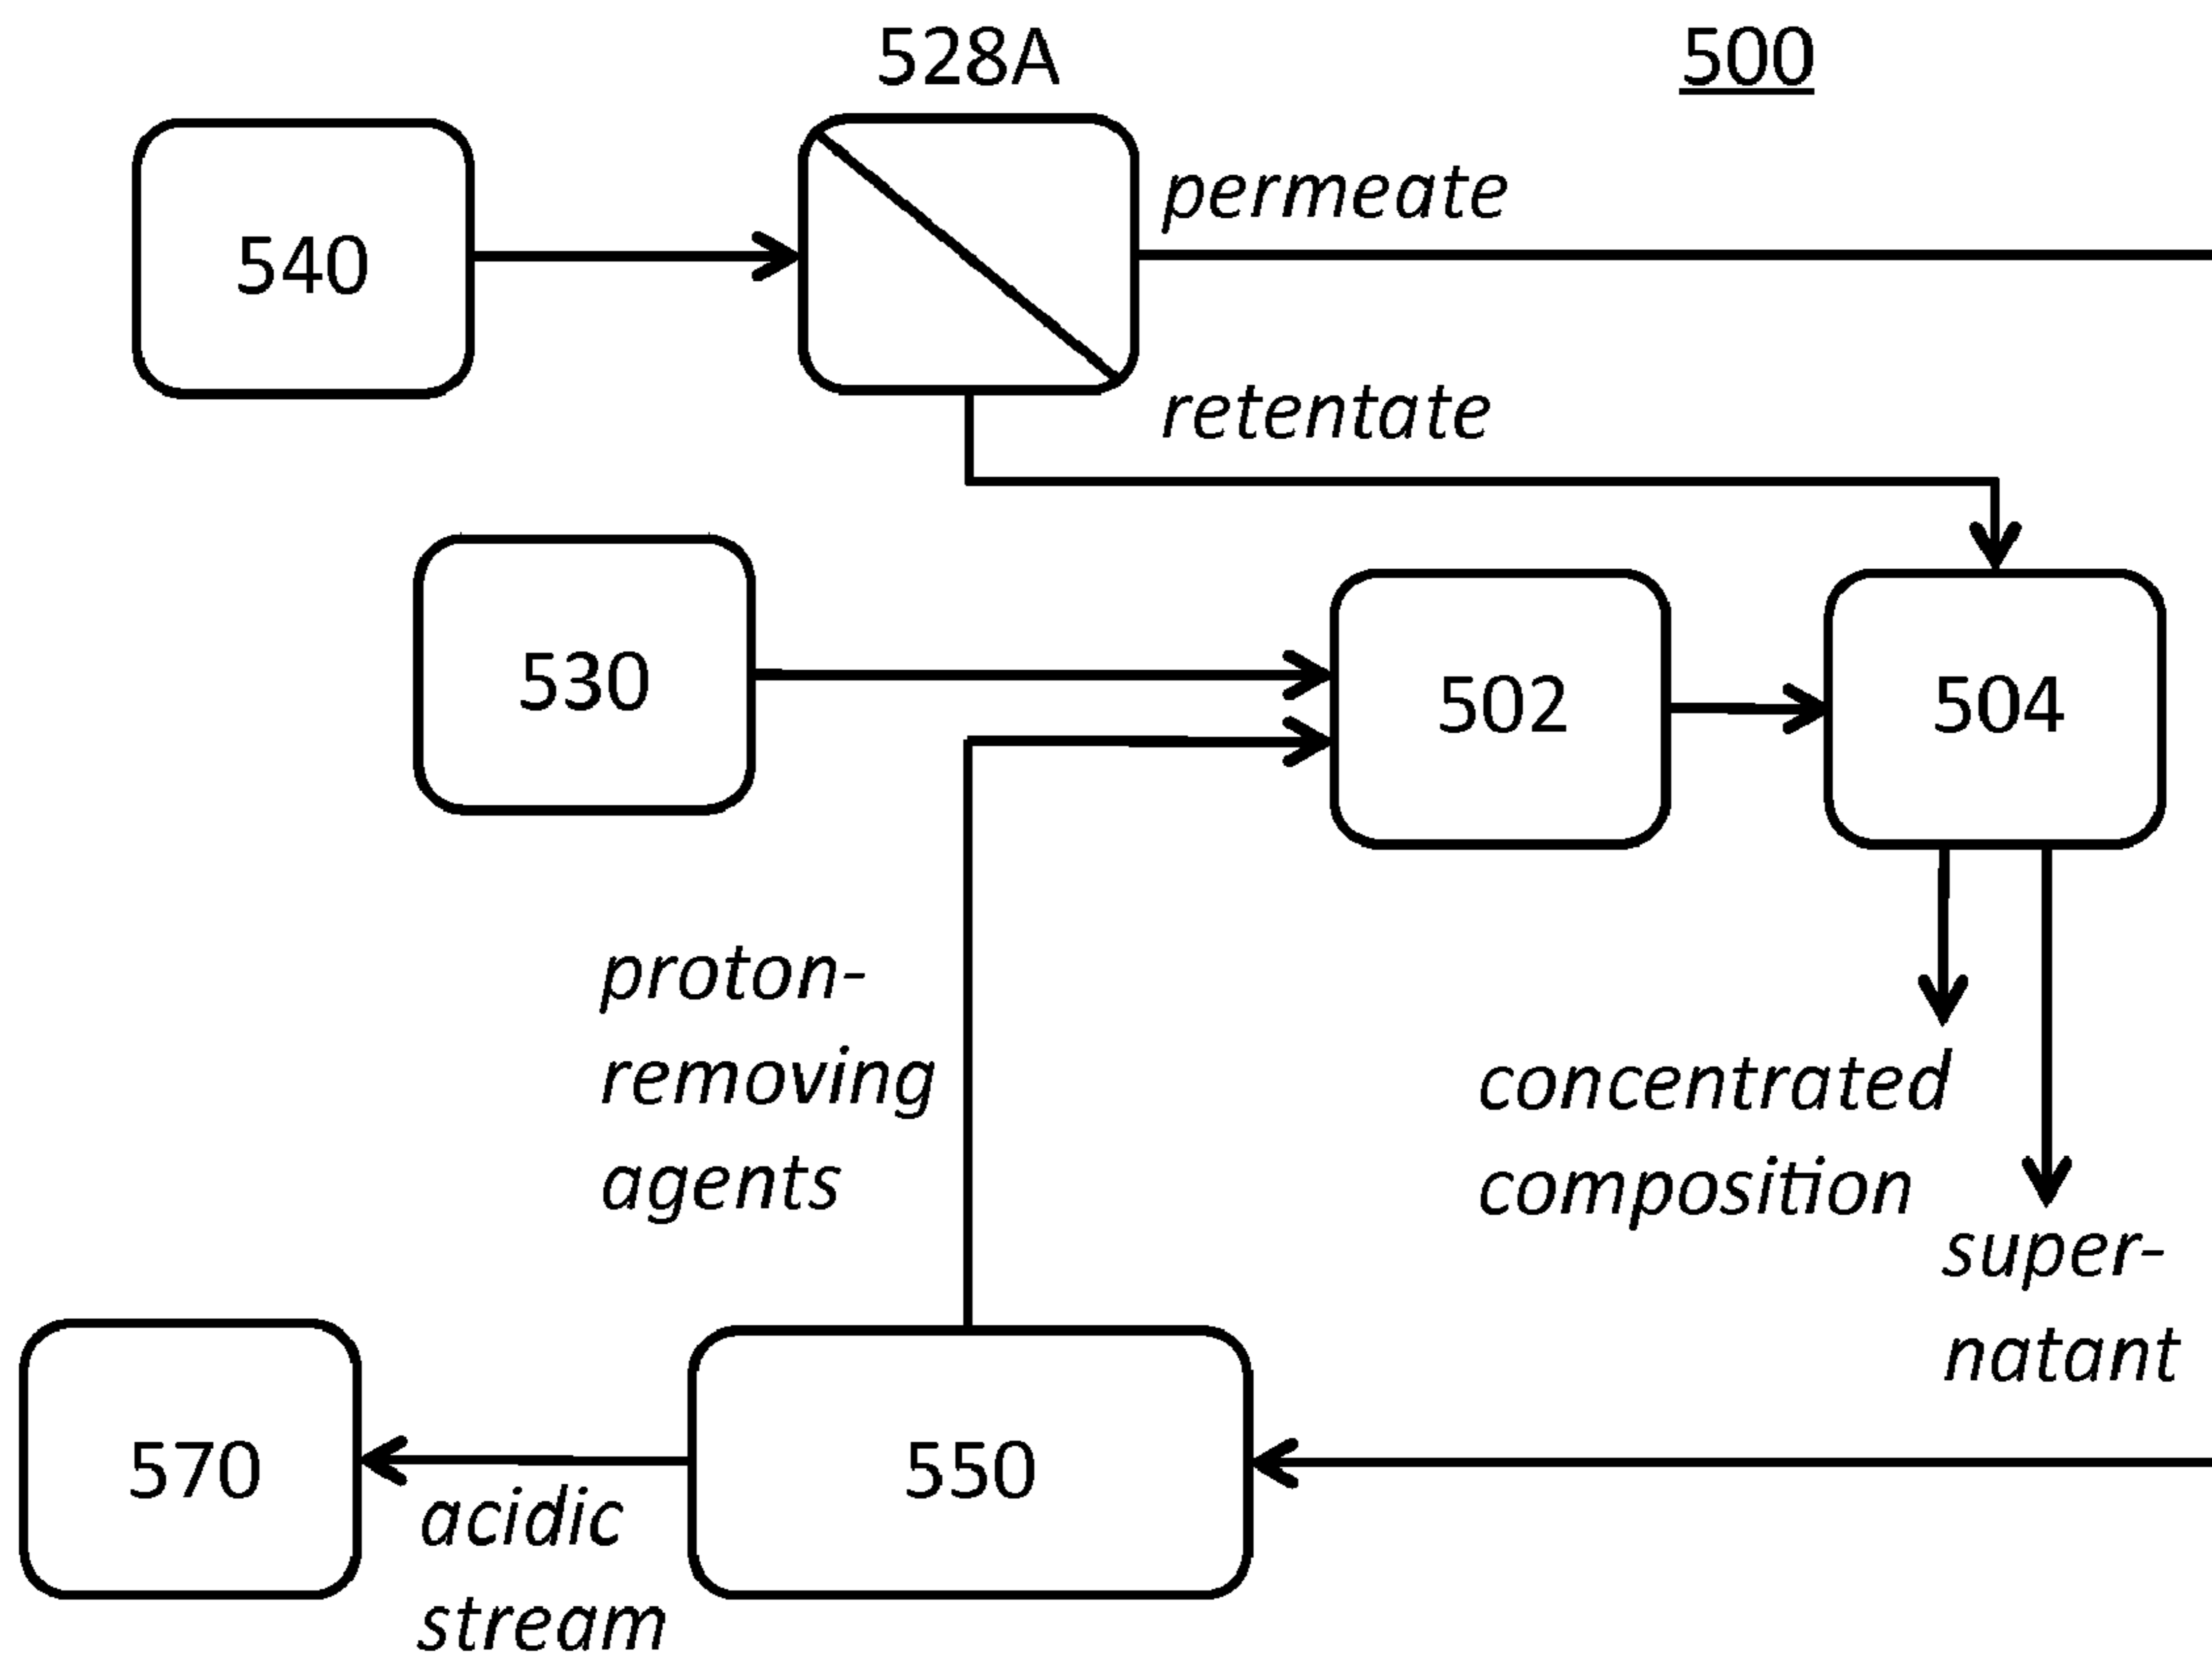 528A
500
540
permeate
retentate
530
502
504
proton-
removing
agents
concentrated
composition
super-
natant
570
550
acidic
stream